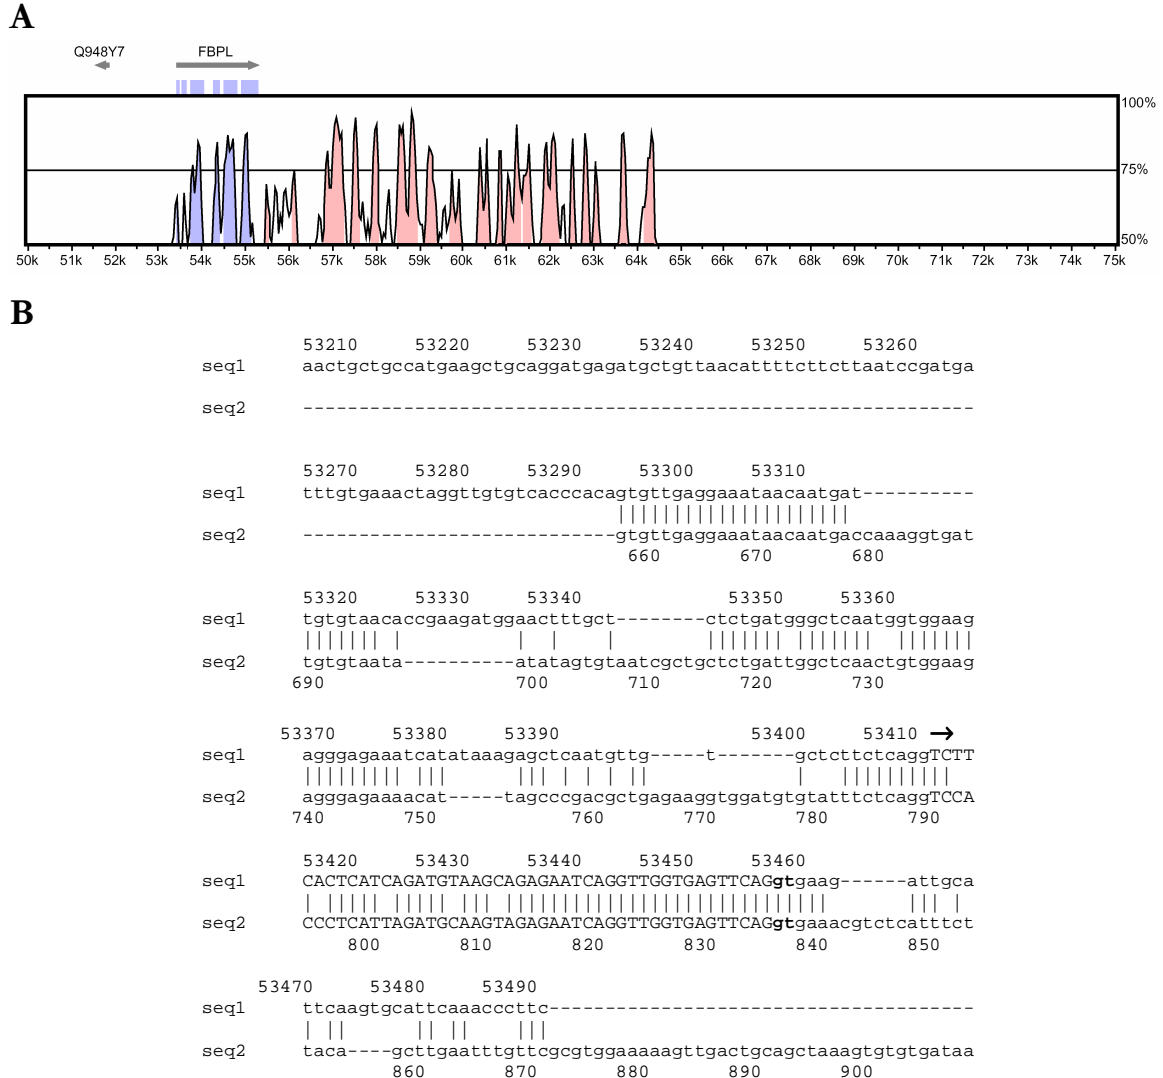 A
Q948Y7 FBPL
100%
75%
50%
50k 51k 52k 53k 54k 55k 56k 57k 58k 59k 60k 61k 62k 63k 64k 65k 66k 67k 68k 69k 70k 71k 72k 73k 74k 75k
B
53210 53220 53230 53240 53250 53260
seq1 aactgctgccatgaagctgcaggatgagatgctgttaacattttcttcttaatccgatga
seq2 ------------------------------------------------------------
53270 53280 53290 53300 53310
seq1 tttgtgaaactaggttgtgtcacccacagtgttgaggaaataacaatgat----------
||||||||||||||||||||||
seq2 ----------------------------gtgttgaggaaataacaatgaccaaaggtgat
660 670 680
53320 53330 53340 53350 53360
seq1 tgtgtaacaccgaagatggaactttgct--------ctctgatgggctcaatggtggaag
||||||| | | | | ||||||| ||||||| |||||||
seq2 tgtgtaata----------atatagtgtaatcgctgctctgattggctcaactgtggaag
690 700 710 720 730
53370 53380 53390 53400 53410 →
seq1 agggagaaatcatataaagagctcaatgttg-----t-------gctcttctcaggTCTT
||||||||| ||| ||| | | | || | ||||||||||
seq2 agggagaaaacat-----tagcccgacgctgagaaggtggatgtgtatttctcaggTCCA
740 750 760 770 780 790
53420 53430 53440 53450 53460
seq1 CACTCATCAGATGTAAGCAGAGAATCAGGTTGGTGAGTTCAGgtgaag------attgca
| ||||| ||||| ||| |||||||||||||||||||||||||||| ||| |
seq2 CCCTCATTAGATGCAAGTAGAGAATCAGGTTGGTGAGTTCAGgtgaaacgtctcatttct
800 810 820 830 840 850
53470 53480 53490
seq1 ttcaagtgcattcaaacccttc--------------------------------------
| || || || |||
seq2 taca----gcttgaatttgttcgcgtggaaaaagttgactgcagctaaagtgtgtgataa
860 870 880 890 900